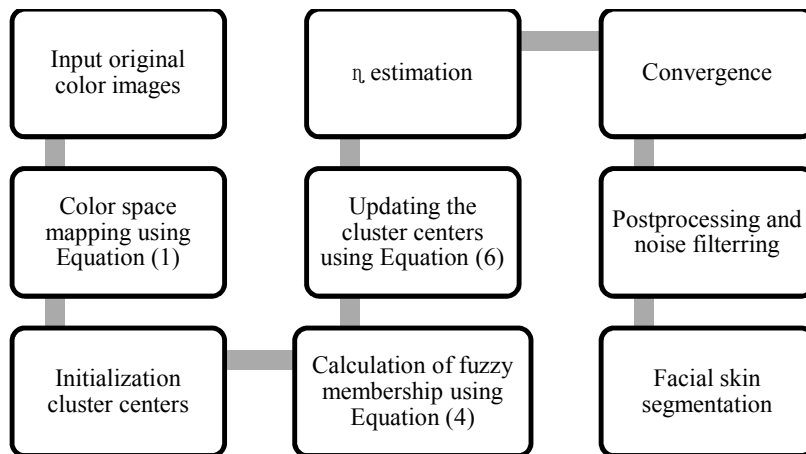 Input original
color images
Color space
mapping using
Equation (1)
Initialization
cluster centers
Calculation of fuzzy
membership using
Equation (4)
Updating the
cluster centers
using Equation (6)
η estimation
Convergence
Postprocessing and
noise filterring
Facial skin
segmentation